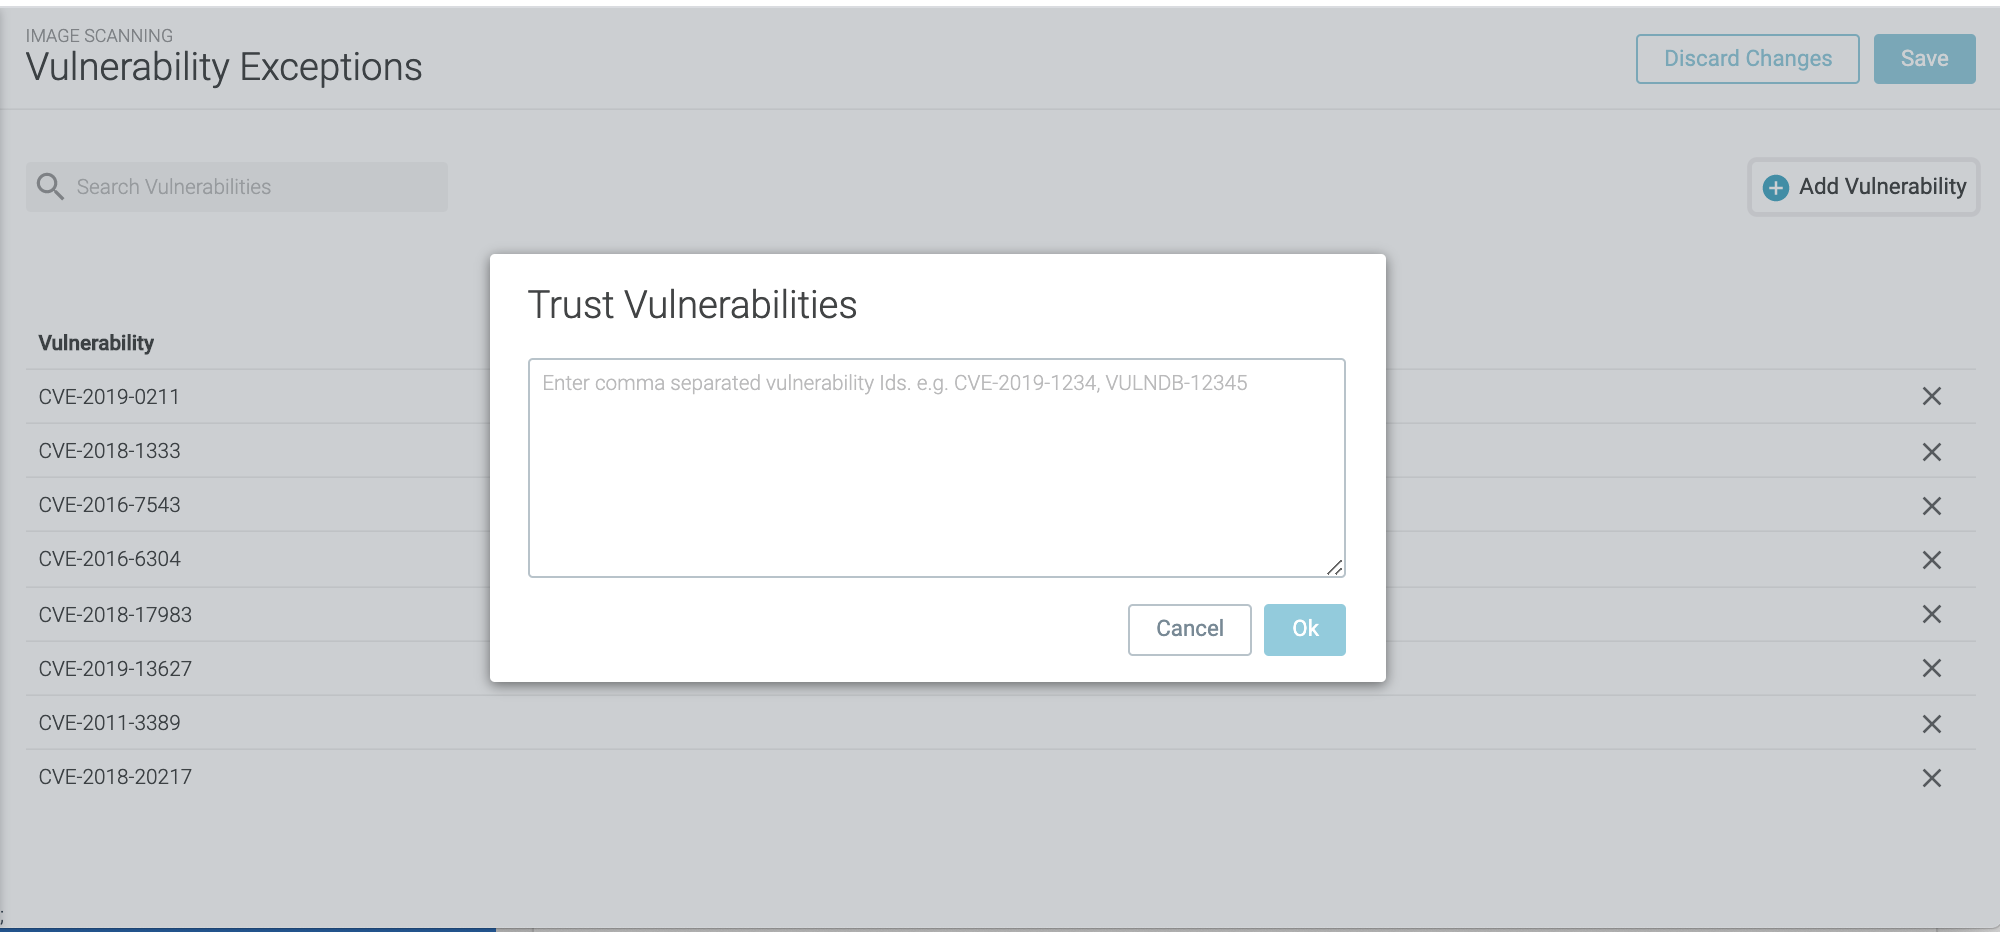 IMAGE SCANNING
Vulnerability Exceptions
Discard Changes
Save
Search Vulnerabilities
Add Vulnerability
Trust Vulnerabilities
Enter comma separated vulnerability Ids. e.g. CVE-2019-1234, VULNDB-12345
Cancel
Ok
Vulnerability
CVE-2019-0211
CVE-2018-1333
CVE-2016-7543
CVE-2016-6304
CVE-2018-17983
CVE-2019-13627
CVE-2011-3389
CVE-2018-20217
;